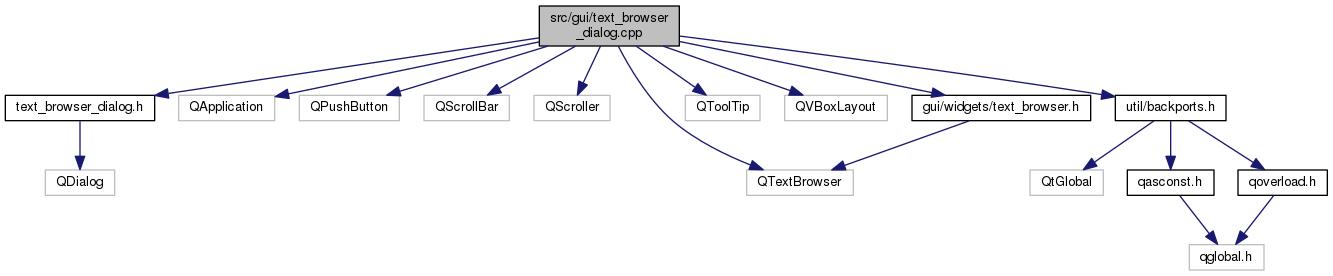 src/gui/text_browser
_dialog.cpp
text_browser_dialog.h
QApplication
QPushButton
QScrollBar
QScroller
QToolTip
QVBoxLayout
gui/widgets/text_browser.h
util/backports.h
QDialog
QTextBrowser
QtGlobal
qasconst.h
qoverload.h
qglobal.h